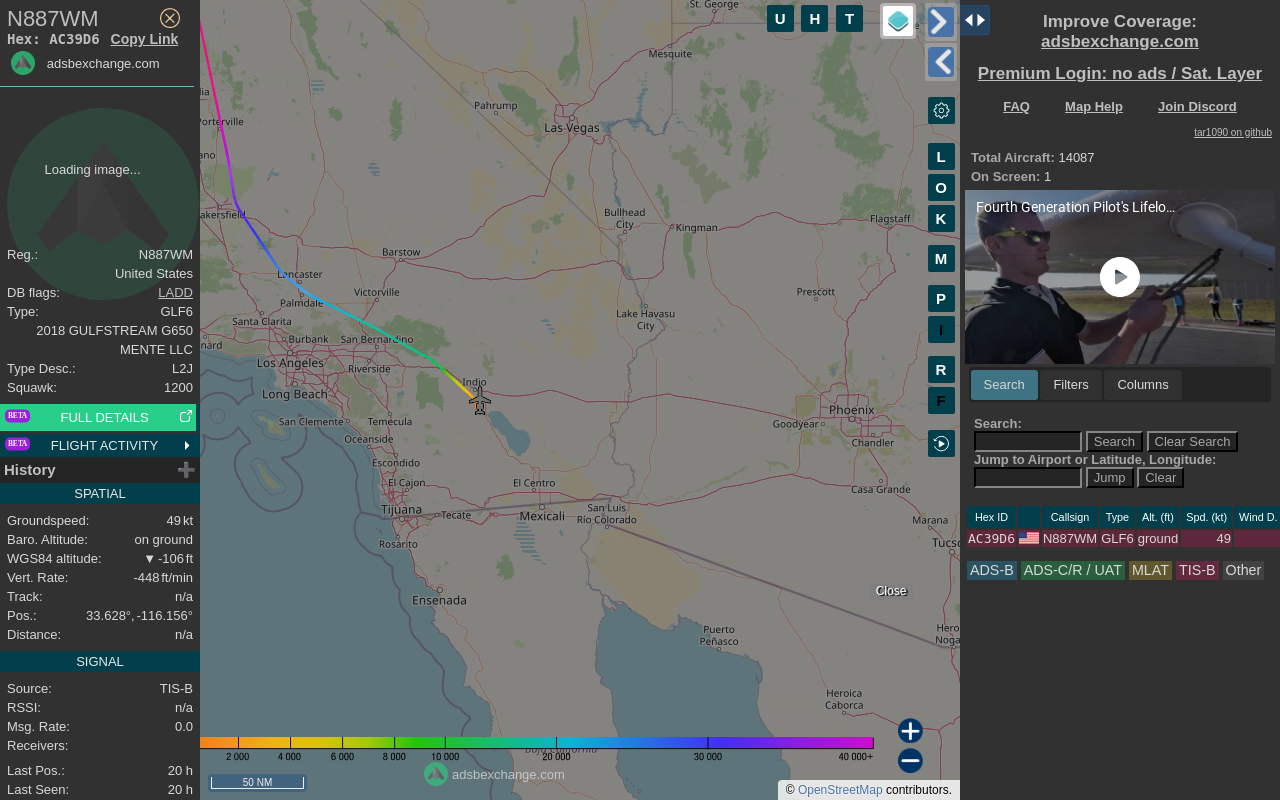 N887WM
Hex: AC39D6 Copy Link
adsbexchange.com
Loading image...
Reg.: N887WM
United States
DB flags: LADD
Type: GLF6
2018 GULFSTREAM G650
MENTE LLC
Type Desc.: L2J
Squawk: 1200
BETA FULL DETAILS
BETA FLIGHT ACTIVITY
History
SPATIAL
Groundspeed: 49 kt
Baro. Altitude: on ground
WGS84 altitude: ▼ -106 ft
Vert. Rate: -448 ft/min
Track: n/a
Pos.: 33.628°, -116.156°
Distance: n/a
SIGNAL
Source: TIS-B
RSSI: n/a
Msg. Rate: 0.0
Receivers:
Last Pos.: 20 h
Last Seen: 20 h
St. George
U H T
Mesquite
Pahrump
Las Vegas
Porterville
akersfield
Bullhead
City
Kingman
Flagstaff
Barstow
Lancaster
Palmdale
Victorville
Prescott
Santa Clarita
Lake Havasu
City
nard
Burbank
San Bernardino
Los Angeles
Riverside
Long Beach
Indio
San Clemente
Temecula
Oceanside
Escondido
El Cajon
El Centro
Tijuana
Tecate
Mexicali
San Luis
Río Colorado
Rosarito
Ensenada
Phoenix
Goodyear
Chandler
Casa Grande
Marana
Tucso
Close
Puerto
Peñasco
Hero
Noga
Heroica
Caborca
Baja California
L
O
K
M
P
I
R
F
2 000 4 000 6 000 8 000 10 000 20 000 30 000 40 000+
adsbexchange.com
50 NM
© OpenStreetMap contributors.
Improve Coverage:
adsbexchange.com
Premium Login: no ads / Sat. Layer
FAQ Map Help Join Discord
tar1090 on github
Total Aircraft: 14087
On Screen: 1
Fourth Generation Pilot's Lifelo...
Search Filters Columns
Search:
Search Clear Search
Jump to Airport or Latitude, Longitude:
Jump Clear
Hex ID Callsign Type Alt. (ft) Spd. (kt) Wind D.
AC39D6 N887WM GLF6 ground 49
ADS-B ADS-C/R / UAT MLAT TIS-B Other